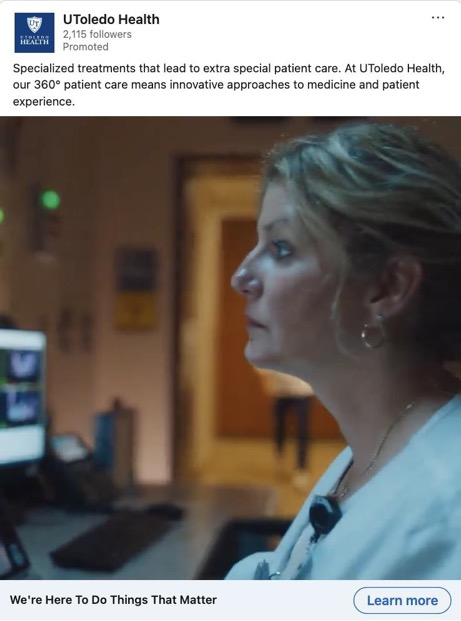 UT
UTOLEDO
HEALTH
UToledo Health
2,115 followers
Promoted
Specialized treatments that lead to extra special patient care. At UToledo Health,
our 360° patient care means innovative approaches to medicine and patient
experience.
We're Here To Do Things That Matter
Learn more